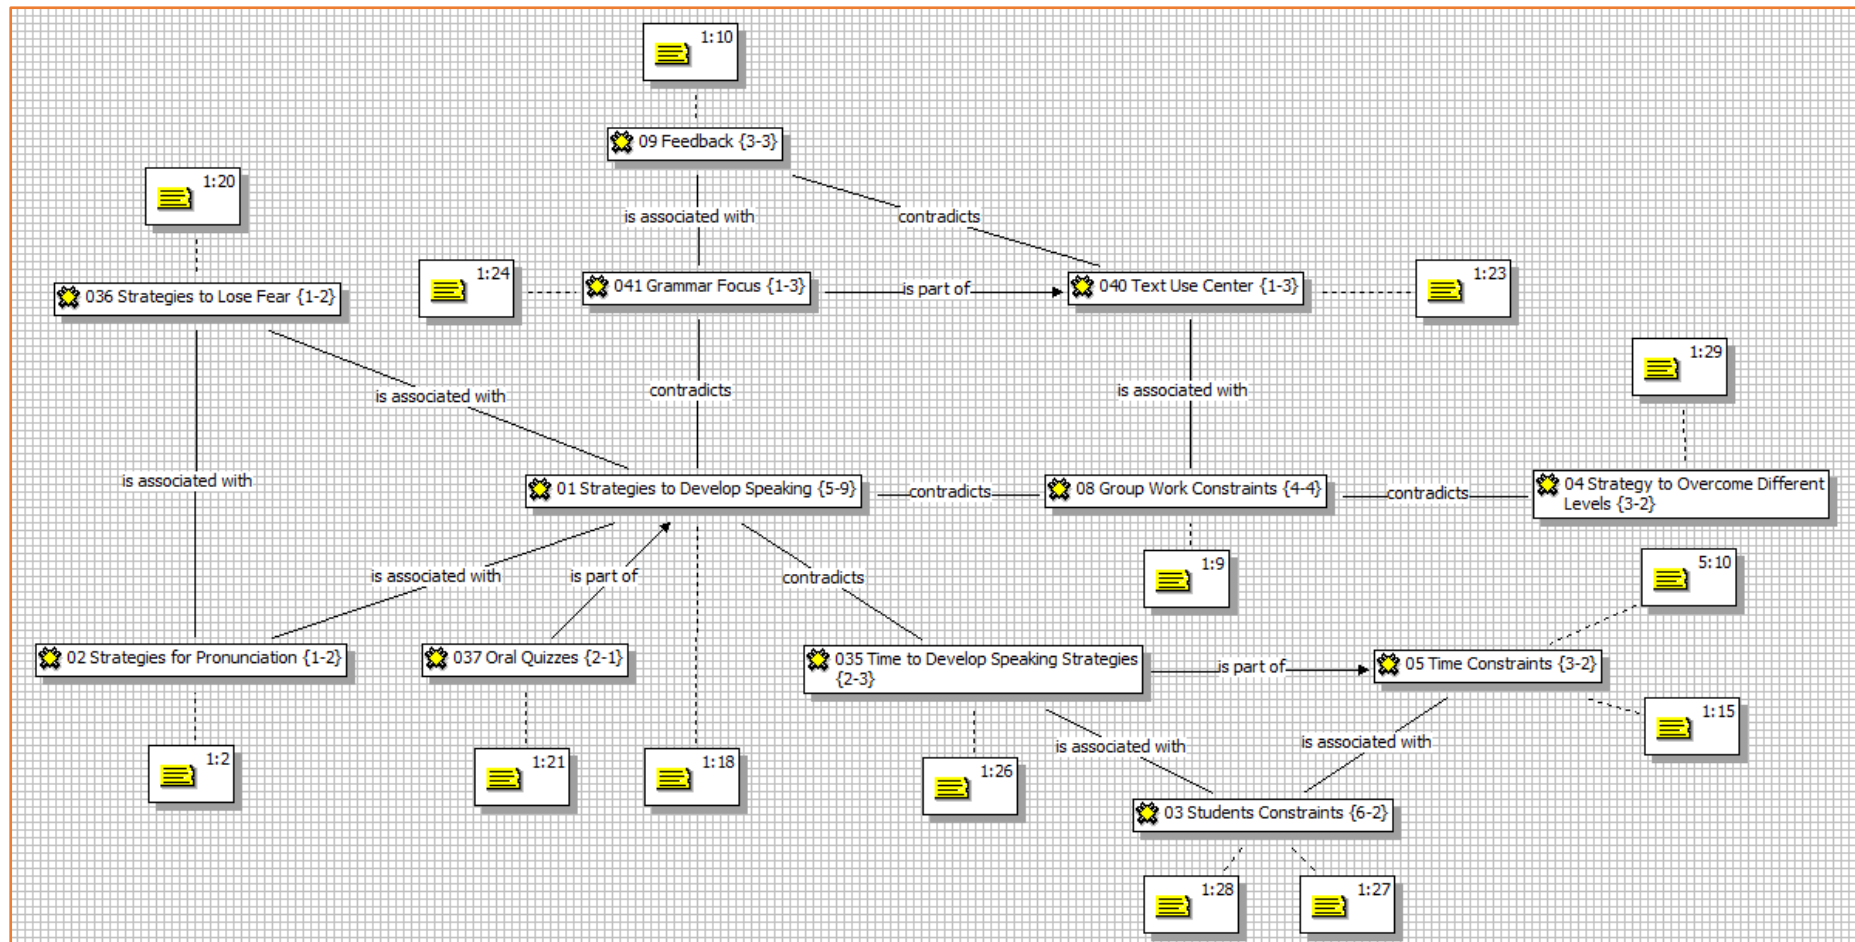 1:10
09 Feedback {3-3}
1:20
is associated with
contradicts
1:24
1:23
036 Strategies to Lose Fear {1-2}
041 Grammar Focus {1-3}
is part of
040 Text Use Center {1-3}
1:29
is associated with
contradicts
is associated with
is associated with
01 Strategies to Develop Speaking {5-9}
contradicts
08 Group Work Constraints {4-4}
contradicts
04 Strategy to Overcome Different
Levels {3-2}
is associated with
is part of
contradicts
1:9
5:10
02 Strategies for Pronunciation {1-2}
037 Oral Quizzes {2-1}
035 Time to Develop Speaking Strategies
{2-3}
is part of
05 Time Constraints {3-2}
1:2
1:21
1:18
1:26
is associated with
is associated with
1:15
03 Students Constraints {6-2}
1:28
1:27